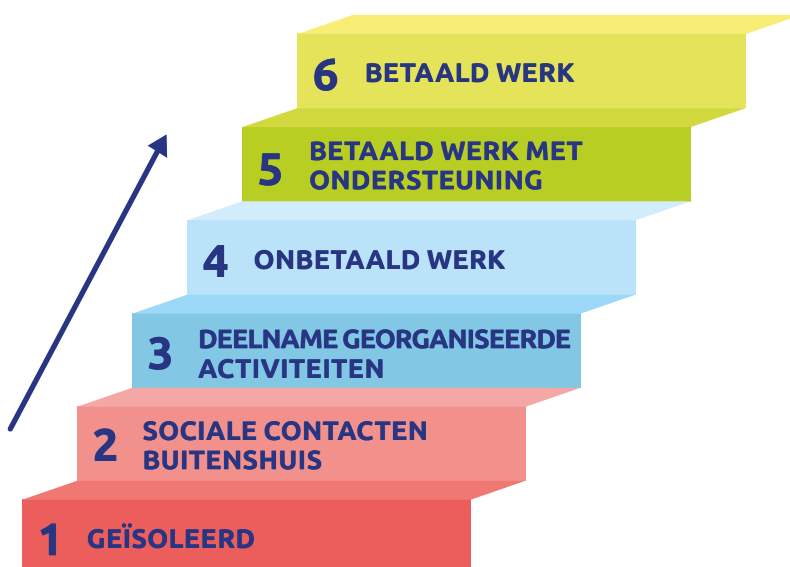 6 BETAALD WERK
5 BETAALD WERK MET
ONDERSTEUNING
4 ONBETAALD WERK
3 DEELNAME GEORGANISEERDE
ACTIVITEITEN
2 SOCIALE CONTACTEN
BUITENSHUIS
1 GEÏSOLEERD